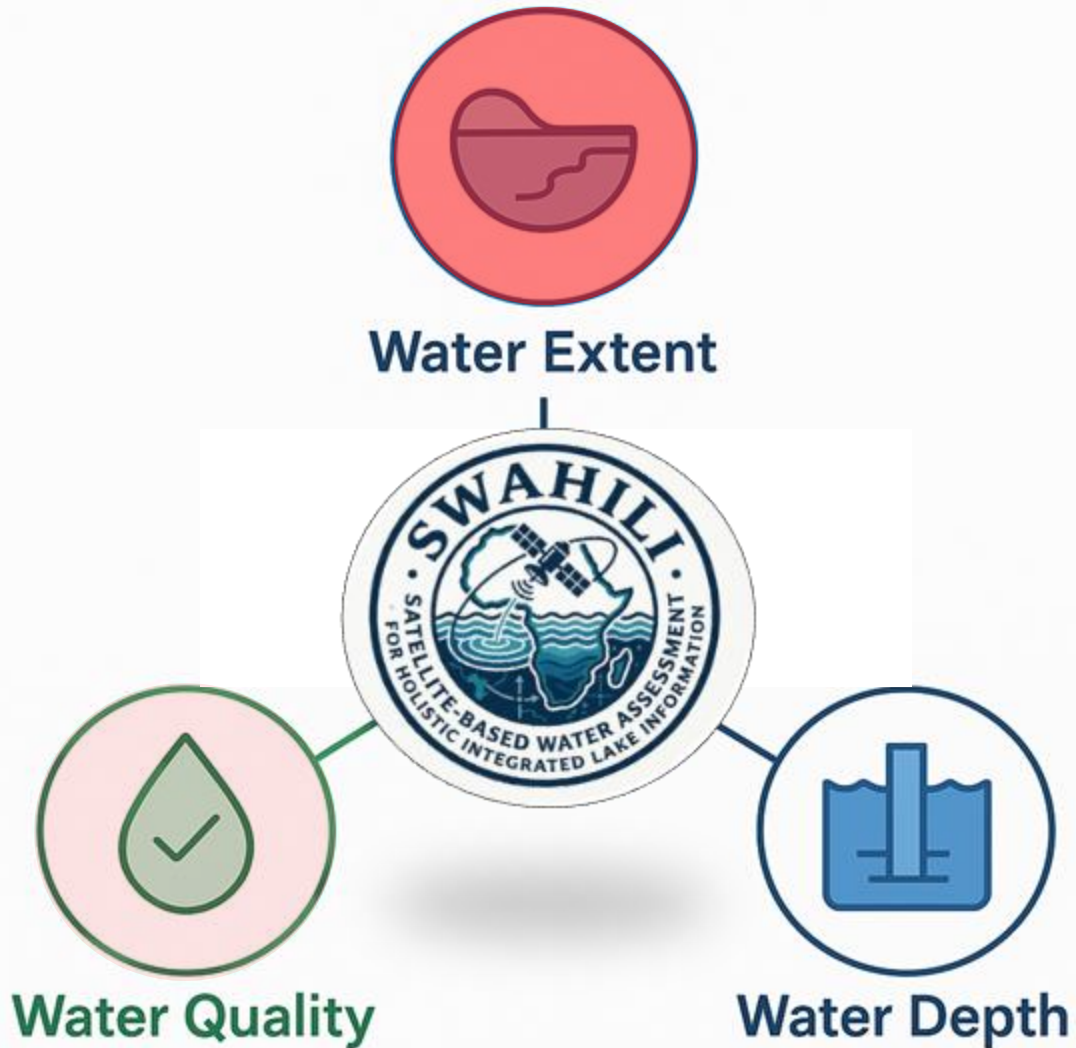 Water Extent
· SWAHILI ·
SATELLITE-BASED WATER ASSESSMENT
FOR HOLISTIC INTEGRATED LAKE INFORMATION
Water Quality
Water Depth